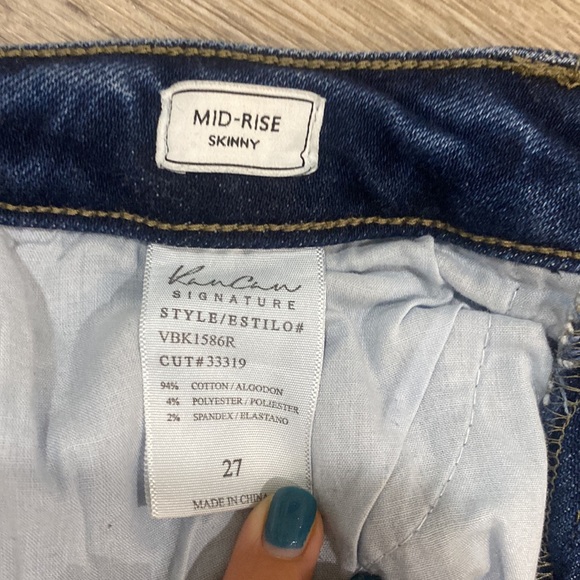 MID-RISE
SKINNY
KanCan
SIGNATURE
STYLE/ESTILO#
VBK1586R
CUT#33319
94% COTTON/ALGODON
4% POLYESTER/POLIESTER
2% SPANDEX/ELASTANO
27
MADE IN CHINA